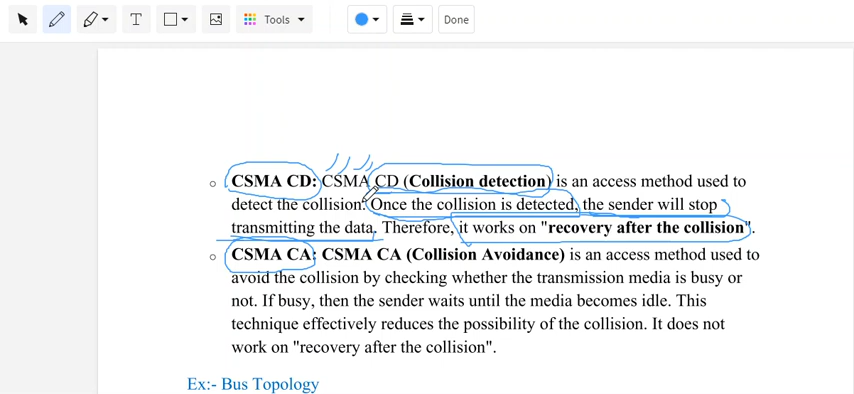 T
Tools
Done
CSMA CD: CSMA CD (Collision detection) is an access method used to
detect the collision. Once the collision is detected, the sender will stop
transmitting the data. Therefore, it works on "recovery after the collision".
CSMA CA: CSMA CA (Collision Avoidance) is an access method used to
avoid the collision by checking whether the transmission media is busy or
not. If busy, then the sender waits until the media becomes idle. This
technique effectively reduces the possibility of the collision. It does not
work on "recovery after the collision".
Ex:- Bus Topology